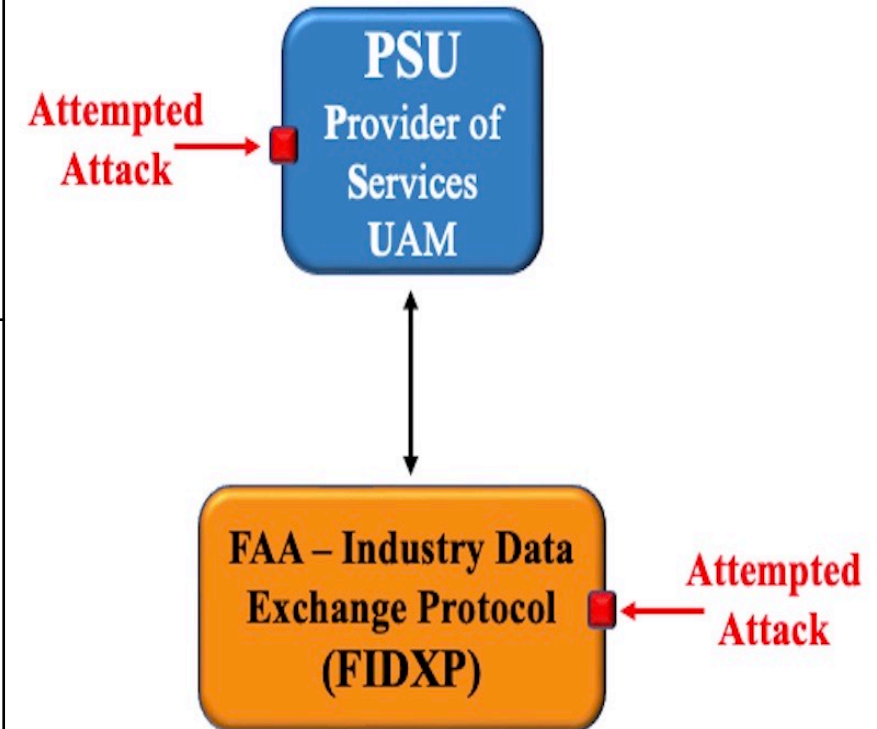 PSU
Provider of
Services
UAM
Attempted
Attack
FAA – Industry Data
Exchange Protocol
(FIDXP)
Attempted
Attack